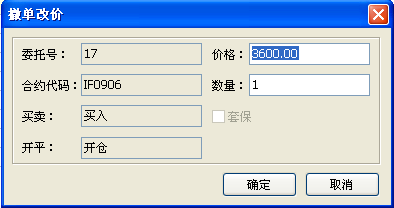 撤单改价
委托号： 17 价格： 3600.00
合约代码： IF0906 数量： 1
买卖： 买入 套保
开平： 开仓
确定 取消